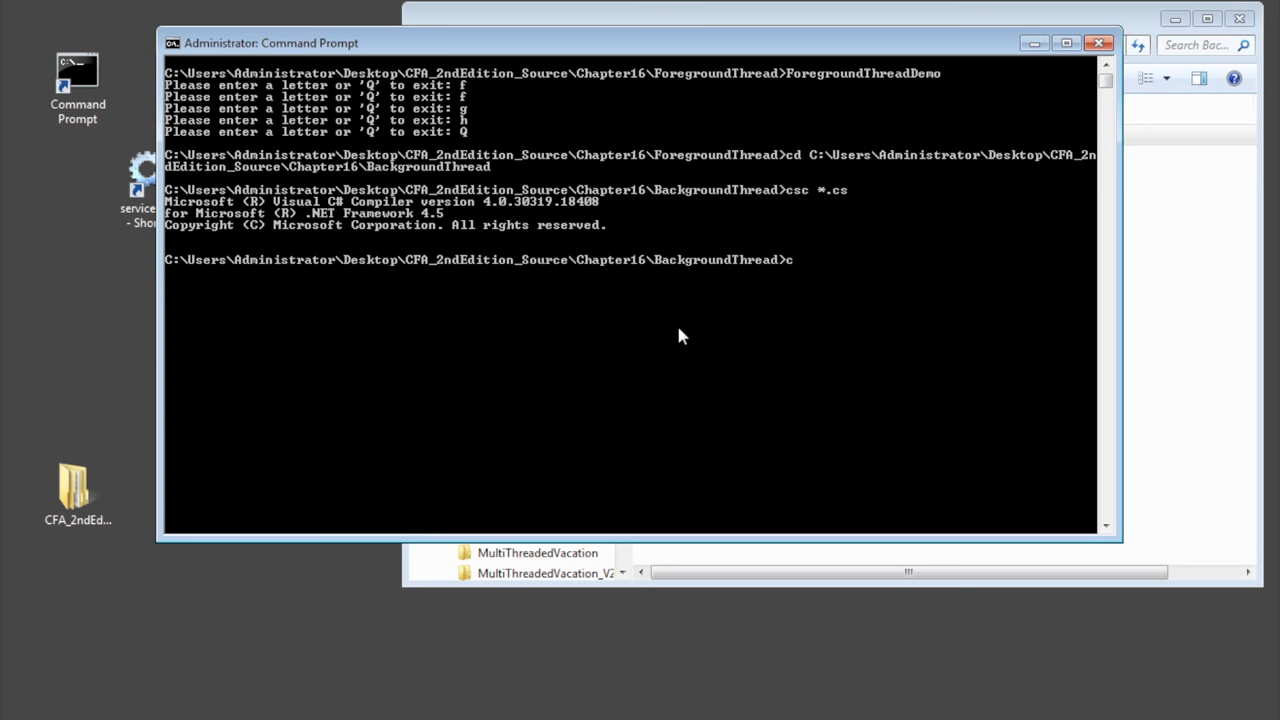 Search Bac...
Administrator: Command Prompt
C:\Users\Administrator\Desktop\CFA_2ndEdition_Source\Chapter16\ForegroundThread>ForegroundThreadDemo
Please enter a letter or 'Q' to exit: f
Please enter a letter or 'Q' to exit: f
Please enter a letter or 'Q' to exit: g
Please enter a letter or 'Q' to exit: h
Please enter a letter or 'Q' to exit: Q
C:\Users\Administrator\Desktop\CFA_2ndEdition_Source\Chapter16\ForegroundThread>cd C:\Users\Administrator\Desktop\CFA_2n
dEdition_Source\Chapter16\BackgroundThread
C:\Users\Administrator\Desktop\CFA_2ndEdition_Source\Chapter16\BackgroundThread>csc *.cs
Microsoft (R) Visual C# Compiler version 4.0.30319.18408
for Microsoft (R) .NET Framework 4.5
Copyright (C) Microsoft Corporation. All rights reserved.
C:\Users\Administrator\Desktop\CFA_2ndEdition_Source\Chapter16\BackgroundThread>c
Command
Prompt
service
- Sho
CFA_2ndEd...
MultiThreadedVacation
MultiThreadedVacation_V2